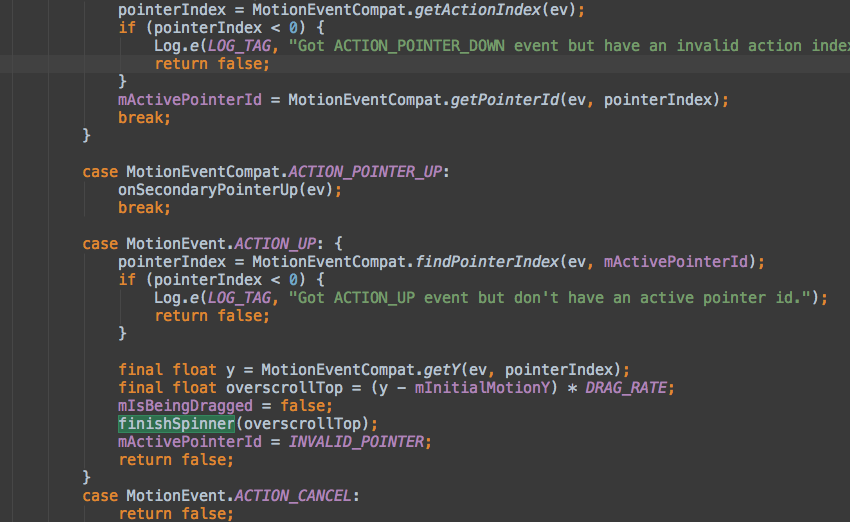 pointerIndex = MotionEventCompat.getActionIndex(ev);
if (pointerIndex < 0) {
Log.e(LOG_TAG, "Got ACTION_POINTER_DOWN event but have an invalid action inde
return false;
}
mActivePointerId = MotionEventCompat.getPointerId(ev, pointerIndex);
break;
}
case MotionEventCompat.ACTION_POINTER_UP:
onSecondaryPointerUp(ev);
break;
case MotionEvent.ACTION_UP: {
pointerIndex = MotionEventCompat.findPointerIndex(ev, mActivePointerId);
if (pointerIndex < 0) {
Log.e(LOG_TAG, "Got ACTION_UP event but don't have an active pointer id.");
return false;
}
final float y = MotionEventCompat.getY(ev, pointerIndex);
final float overscrollTop = (y - mInitialMotionY) * DRAG_RATE;
mIsBeingDragged = false;
finishSpinner(overscrollTop);
mActivePointerId = INVALID_POINTER;
return false;
}
case MotionEvent.ACTION_CANCEL:
return false;